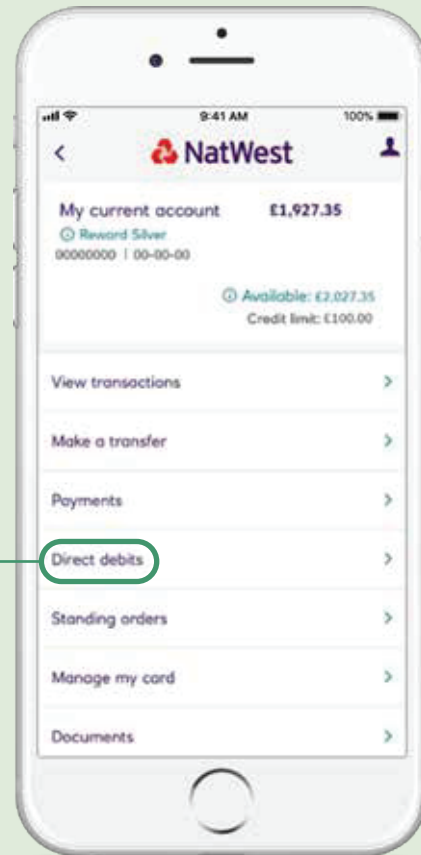 9:41 AM 100%
NatWest
My current account £1,927.35
Reward Silver
00000000 | 00-00-00
Available: £2,027.35
Credit limit: £100.00
View transactions
Make a transfer
Payments
Direct debits
Standing orders
Manage my card
Documents